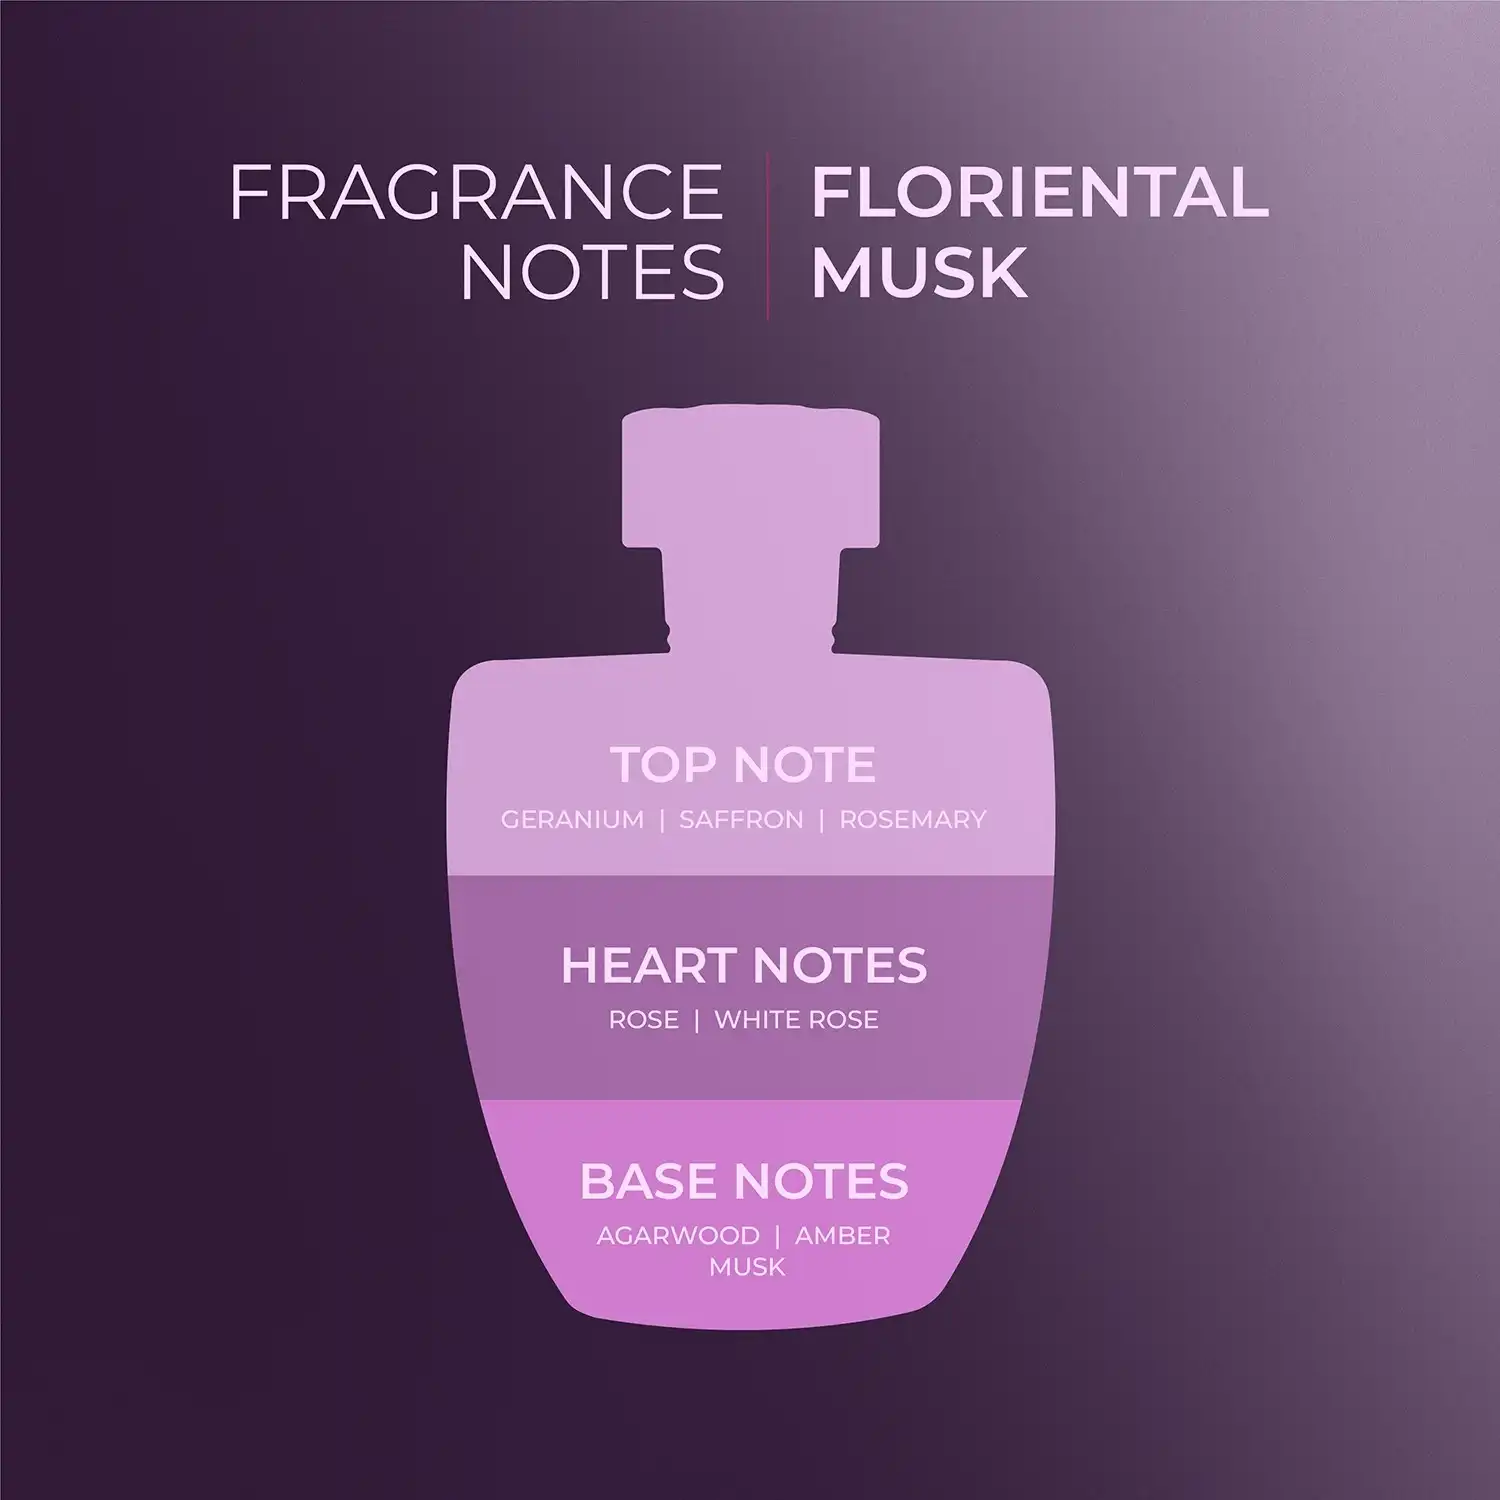 FRAGRANCE NOTES
FLORIENTAL MUSK
TOP NOTE
GERANIUM | SAFFRON | ROSEMARY
HEART NOTES
ROSE | WHITE ROSE
BASE NOTES
AGARWOOD | AMBER
MUSK